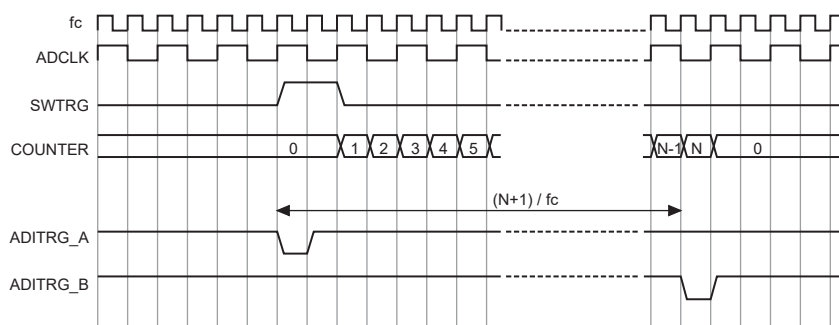 fc
ADCLK
SWTRG
COUNTER 0 1 2 3 4 5 N-1 N 0
(N+1) / fc
ADITRG_A
ADITRG_B